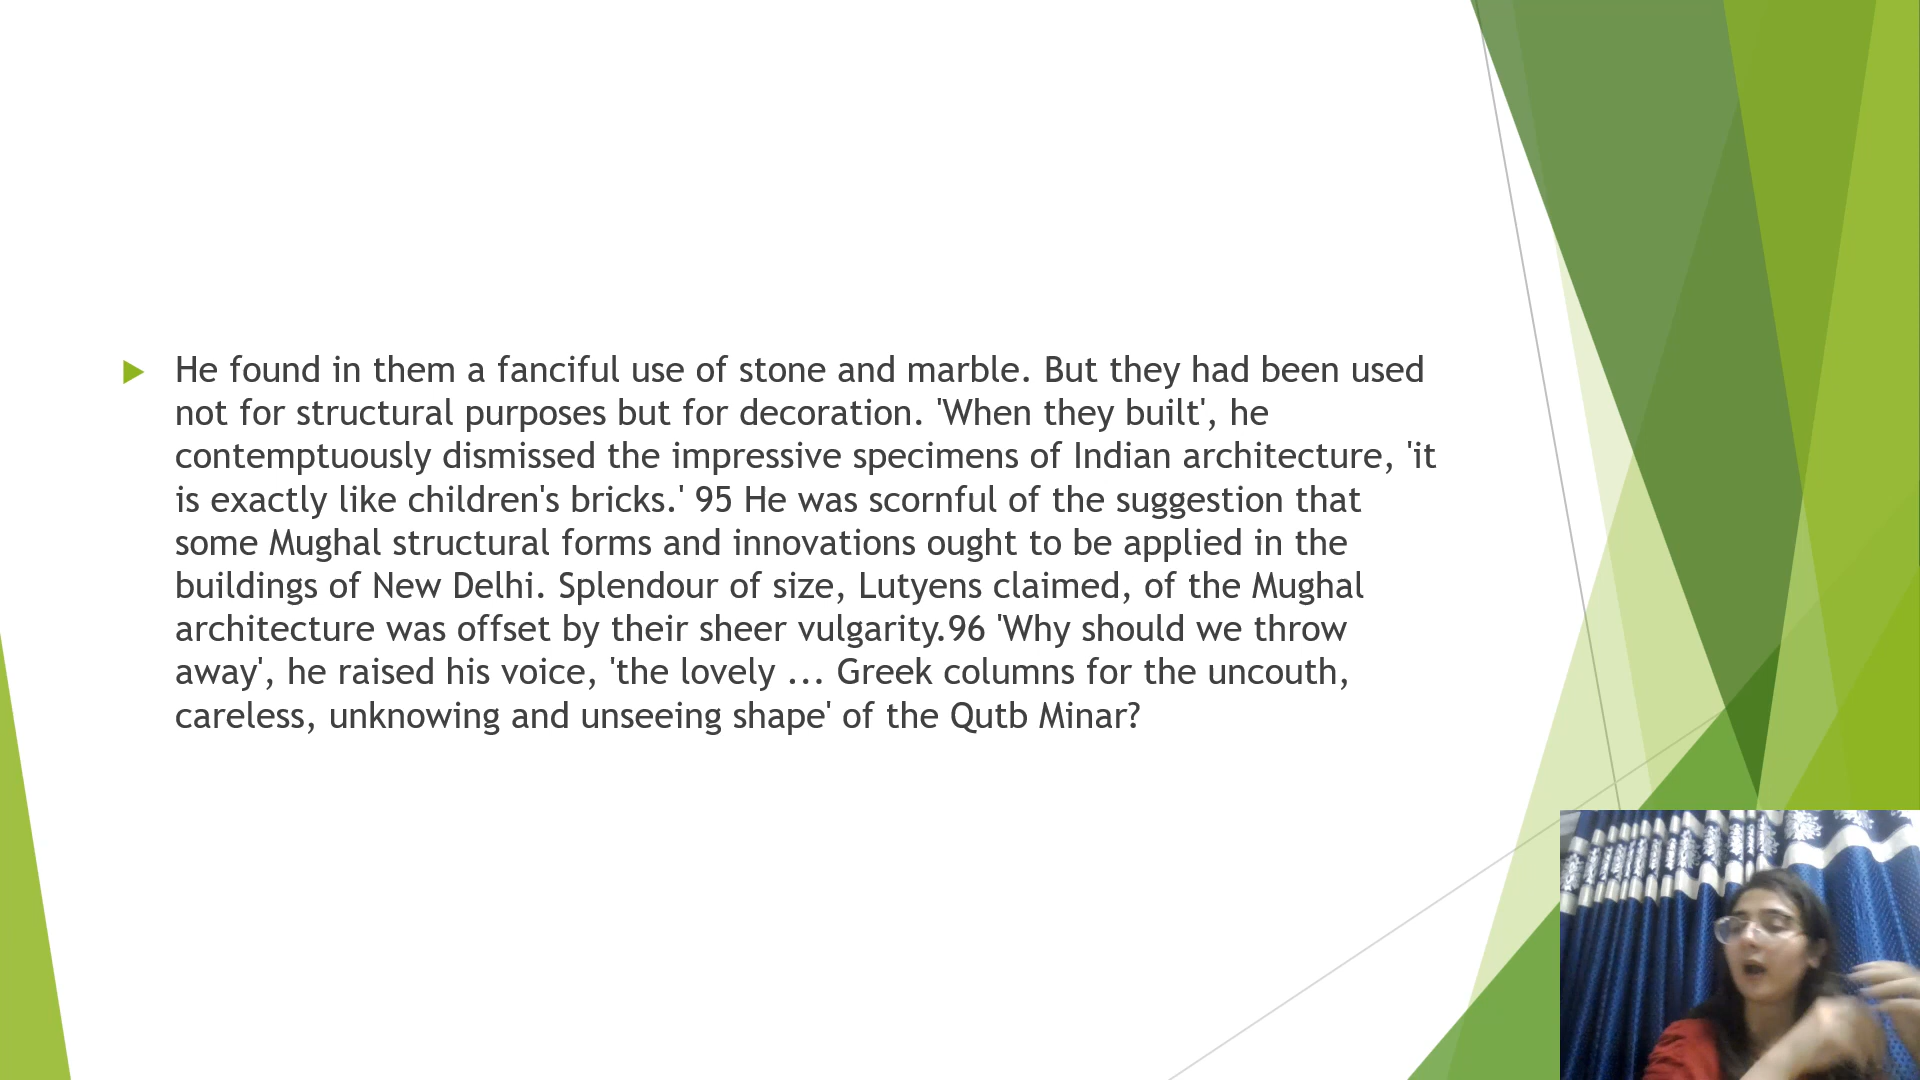 He found in them a fanciful use of stone and marble. But they had been used
not for structural purposes but for decoration. 'When they built', he
contemptuously dismissed the impressive specimens of Indian architecture, 'it
is exactly like children's bricks.' 95 He was scornful of the suggestion that
some Mughal structural forms and innovations ought to be applied in the
buildings of New Delhi. Splendour of size, Lutyens claimed, of the Mughal
architecture was offset by their sheer vulgarity.96 'Why should we throw
away', he raised his voice, 'the lovely ... Greek columns for the uncouth,
careless, unknowing and unseeing shape' of the Qutb Minar?